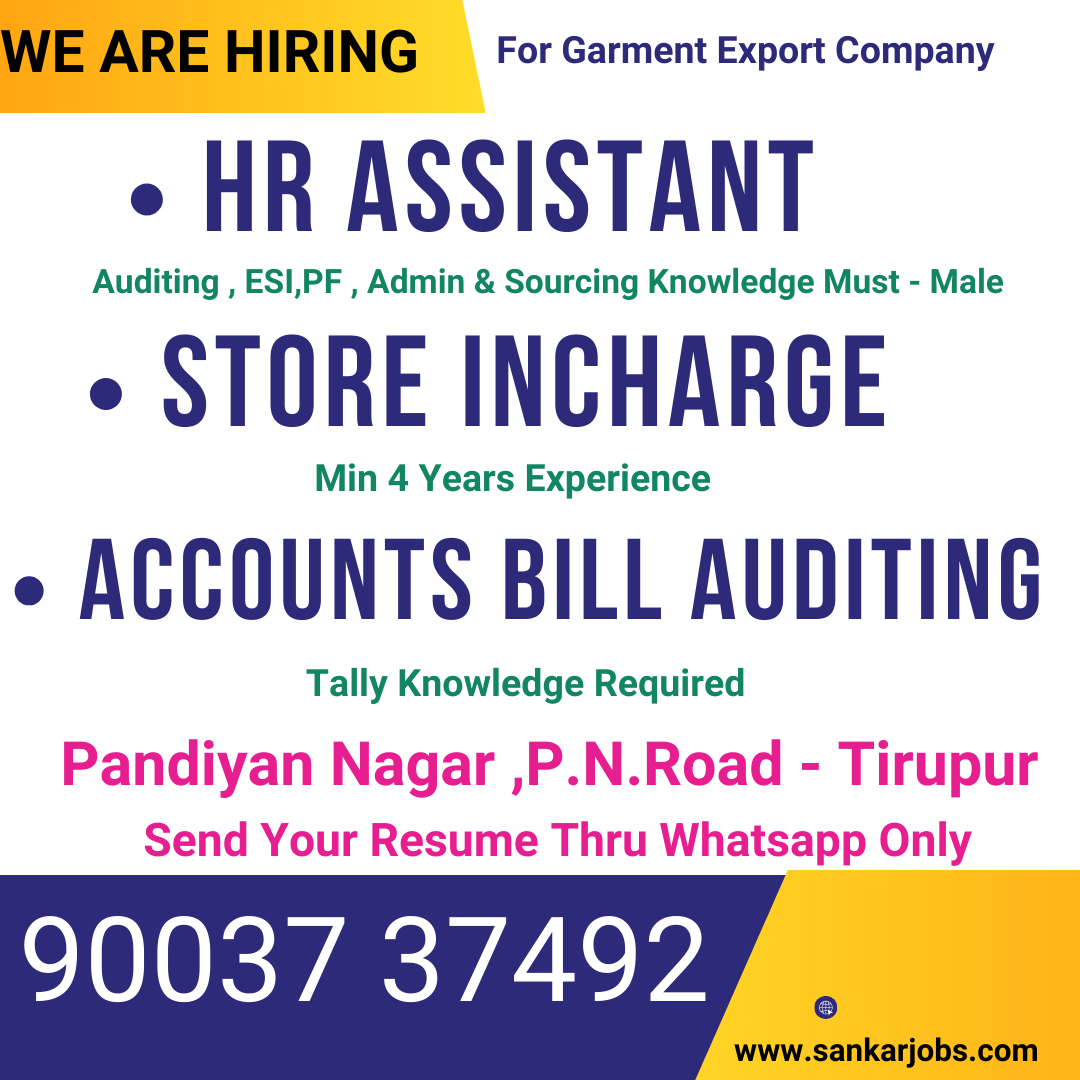 WE ARE HIRING
For Garment Export Company
• HR ASSISTANT
Auditing , ESI,PF , Admin & Sourcing Knowledge Must - Male
• STORE INCHARGE
Min 4 Years Experience
• ACCOUNTS BILL AUDITING
Tally Knowledge Required
Pandiyan Nagar ,P.N.Road - Tirupur
Send Your Resume Thru Whatsapp Only
90037 37492
www.sankarjobs.com